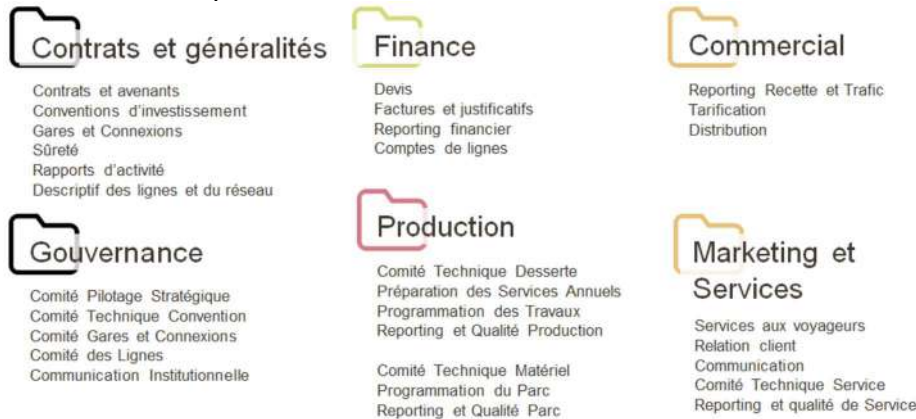 Contrats et généralités
Contrats et avenants
Conventions d'investissement
Gares et Connexions
Sûreté
Rapports d'activité
Descriptif des lignes et du réseau
Finance
Devis
Factures et justificatifs
Reporting financier
Comptes de lignes
Commercial
Reporting Recette et Trafic
Tarification
Distribution
Gouvernance
Comité Pilotage Stratégique
Comité Technique Convention
Comité Gares et Connexions
Comité des Lignes
Communication Institutionnelle
Production
Comité Technique Desserte
Préparation des Services Annuels
Programmation des Travaux
Reporting et Qualité Production
Comité Technique Matériel
Programmation du Parc
Reporting et Qualité Parc
Marketing et
Services
Services aux voyageurs
Relation client
Communication
Comité Technique Service
Reporting et qualité de Service